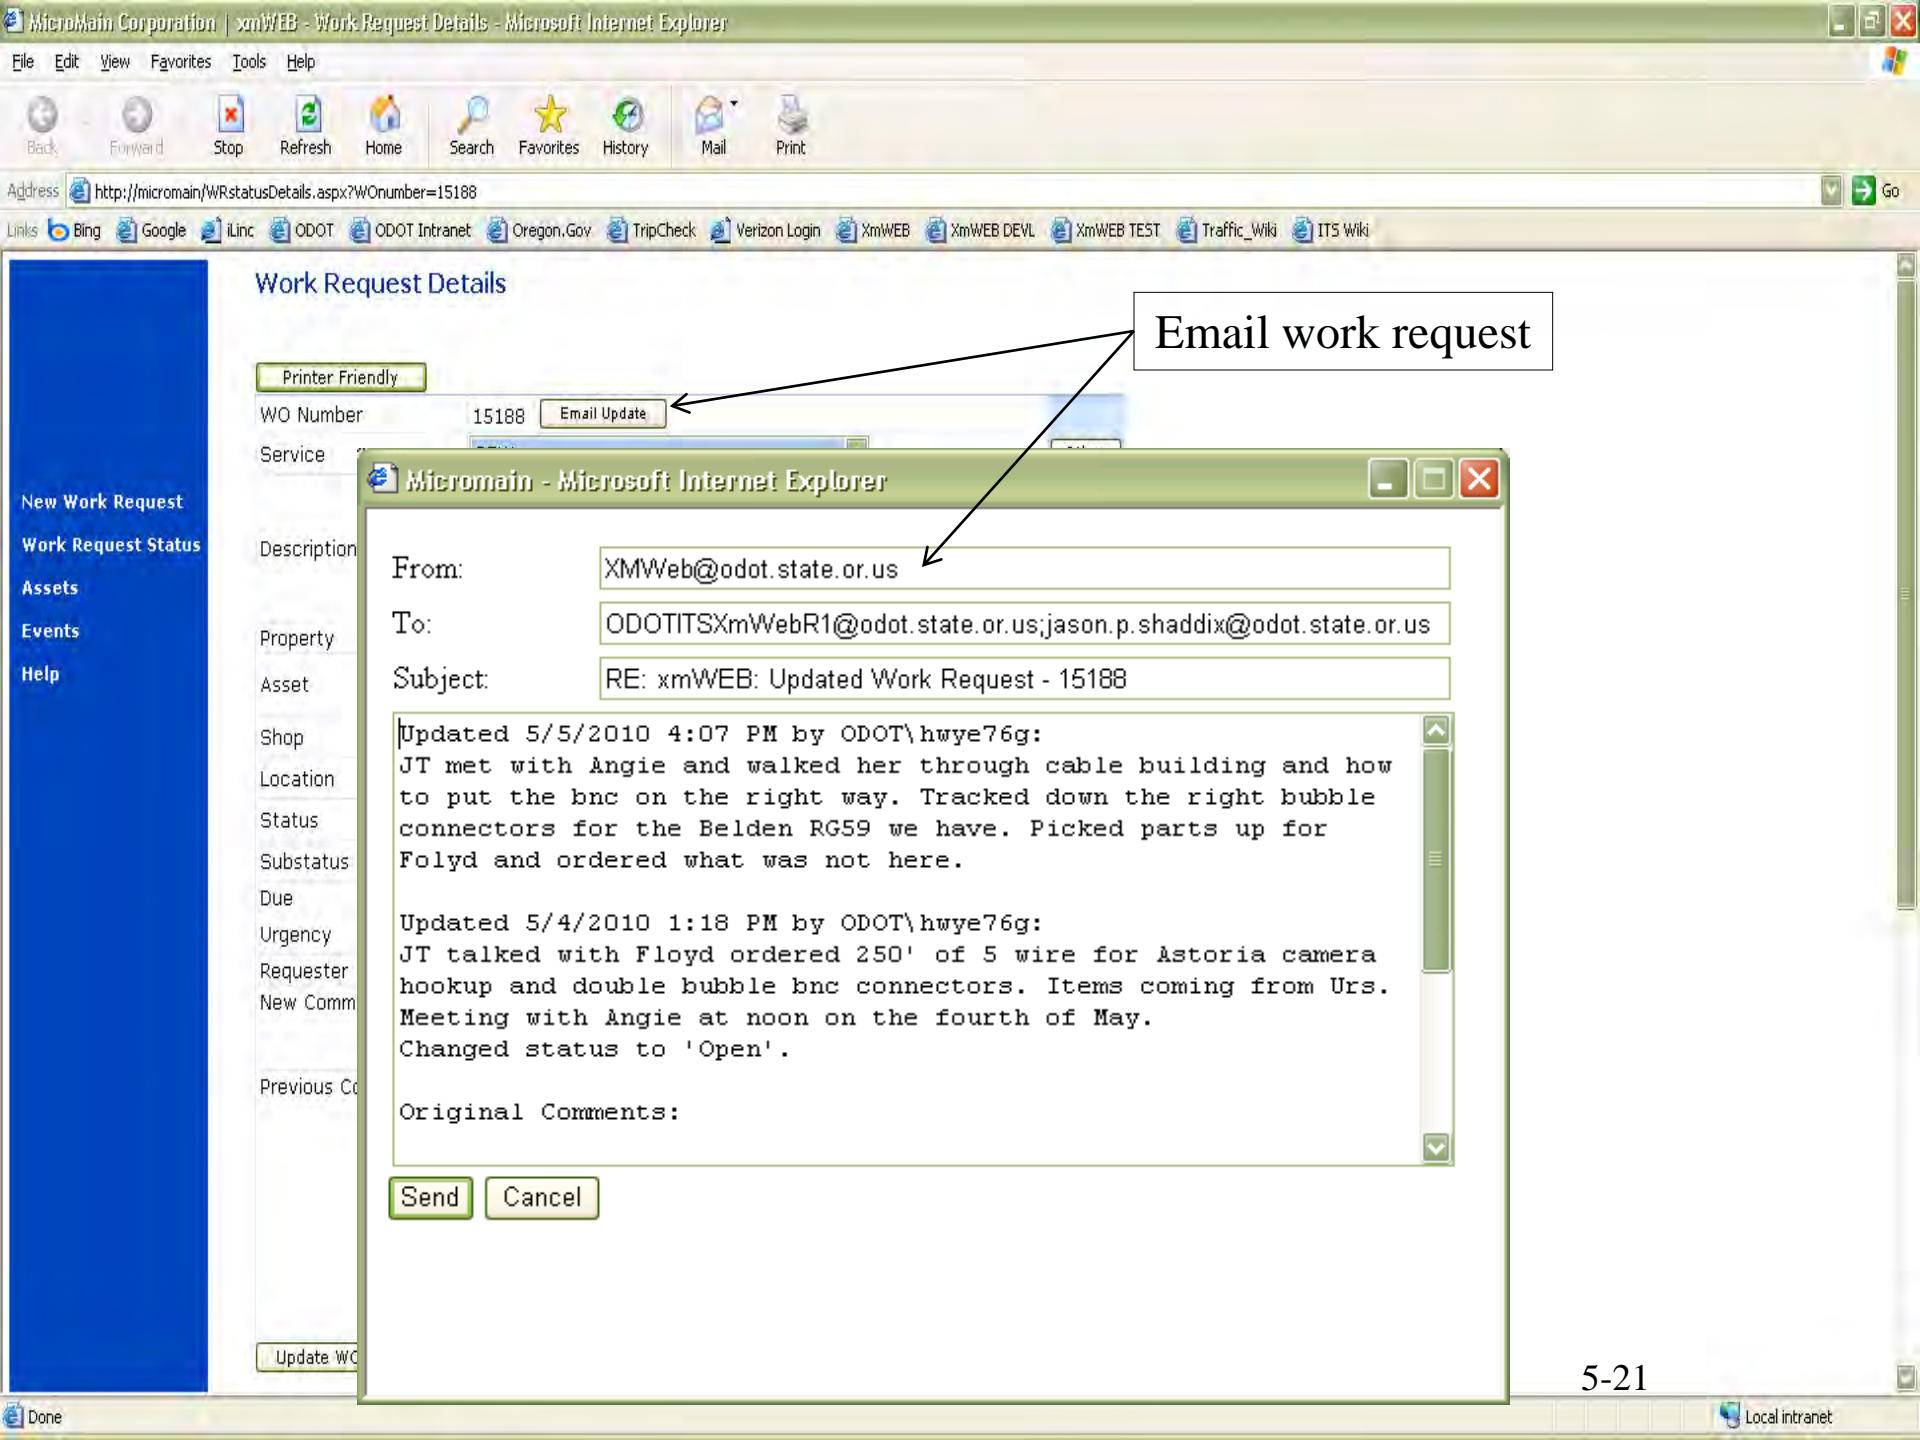 MicroMain Corporation | xmWEB - Work Request Details - Microsoft Internet Explorer
File Edit View Favorites Tools Help
Back Forward Stop Refresh Home Search Favorites History Mail Print
Address http://micromain/WRstatusDetails.aspx?WOnumber=15188 Go
Links Bing Google iLinc ODOT ODOT Intranet Oregon.Gov TripCheck Verizon Login XmWEB XmWEB DEVL XmWEB TEST Traffic_Wiki ITS Wiki
Work Request Details
Email work request
Printer Friendly
WO Number 15188 Email Update
Service
New Work Request
Work Request Status
Assets
Events
Help
Description
Property
Asset
Shop
Location
Status
Substatus
Due
Urgency
Requester
New Comm
Previous Co
Update WO
Micromain - Microsoft Internet Explorer
From: XMWeb@odot.state.or.us
To: ODOTITSXmWebR1@odot.state.or.us;jason.p.shaddix@odot.state.or.us
Subject: RE: xmWEB: Updated Work Request - 15188
Updated 5/5/2010 4:07 PM by ODOT\hwye76g:
JT met with Angie and walked her through cable building and how
to put the bnc on the right way. Tracked down the right bubble
connectors for the Belden RG59 we have. Picked parts up for
Folyd and ordered what was not here.
Updated 5/4/2010 1:18 PM by ODOT\hwye76g:
JT talked with Floyd ordered 250' of 5 wire for Astoria camera
hookup and double bubble bnc connectors. Items coming from Urs.
Meeting with Angie at noon on the fourth of May.
Changed status to 'Open'.
Original Comments:
Send Cancel
5-21
Done Local intranet